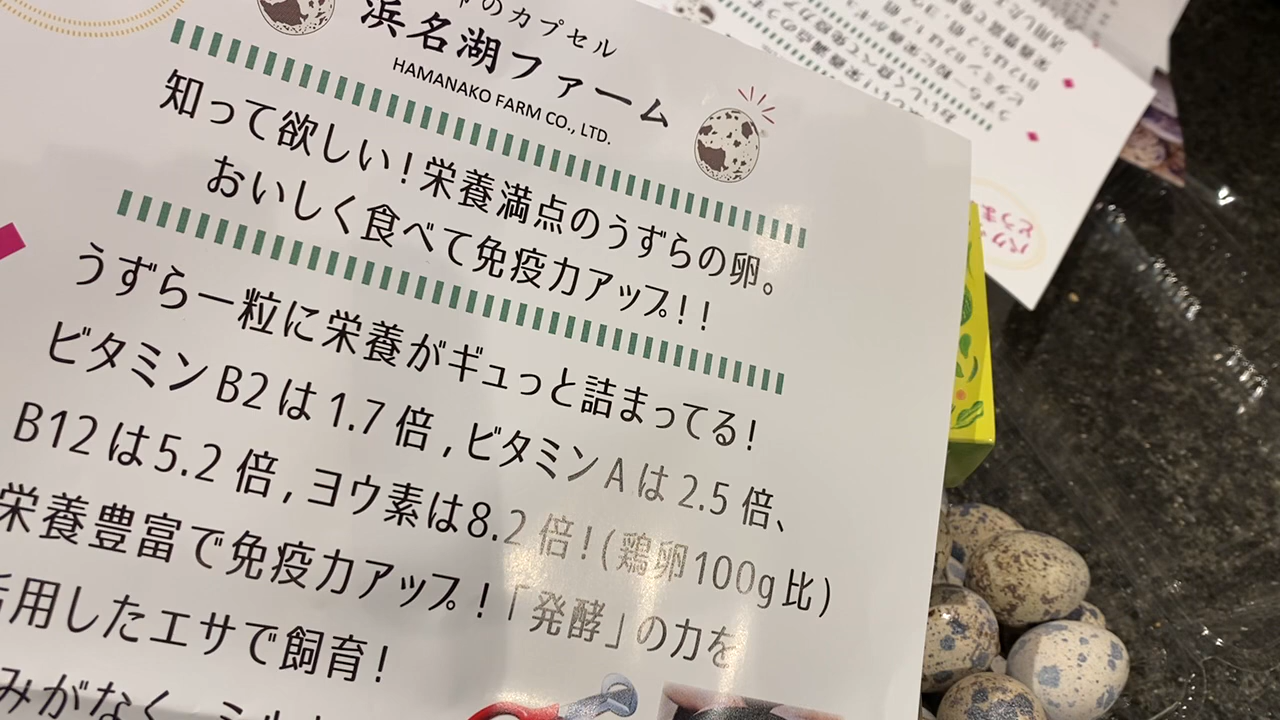 のカプセル
浜名湖ファーム
HAMANAKO FARM CO., LTD.
知って欲しい！栄養満点のうずらの卵。
おいしく食べて免疫力アップ！！
うずら一粒に栄養がギュっと詰まってる！
ビタミンB2は1.7倍,ビタミンAは2.5倍、
B12は5.2倍,ヨウ素は8.2倍！(鶏卵100g比)
栄養豊富で免疫力アップ！「発酵」の力を
活用したエサで飼育！
みがなく、ミル